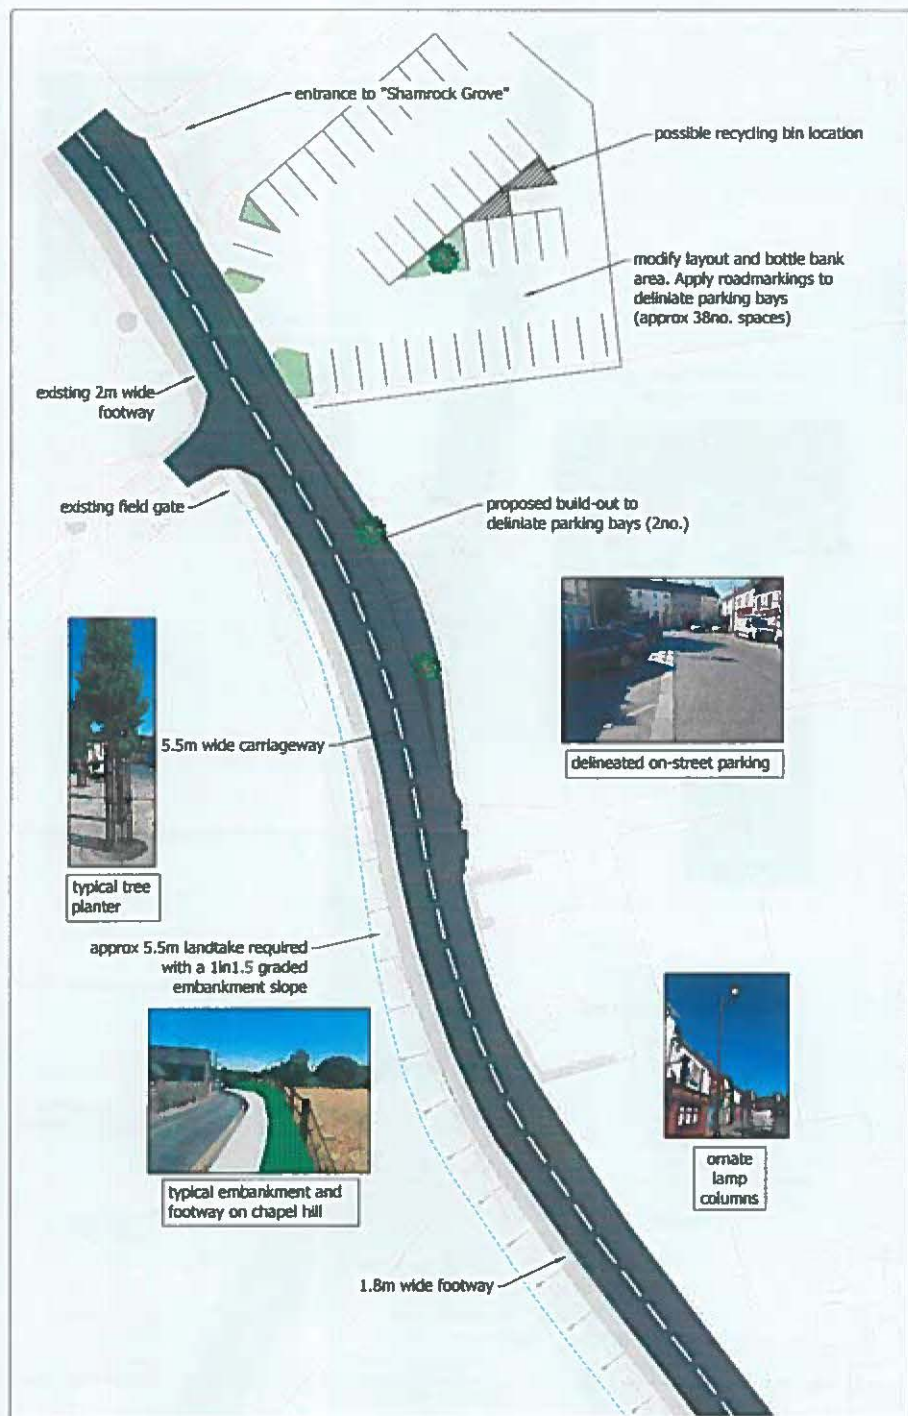 entrance to "Shamrock Grove"
possible recycling bin location
modify layout and bottle bank
area. Apply roadmarkings to
deliniate parking bays
(approx 38no. spaces)
existing 2m wide
footway
existing field gate
proposed build-out to
deliniate parking bays (2no.)
5.5m wide carriageway
delineated on-street parking
typical tree
planter
approx 5.5m landtake required
with a 1in1.5 graded
embankment slope
typical embankment and
footway on chapel hill
ornate
lamp
columns
1.8m wide footway